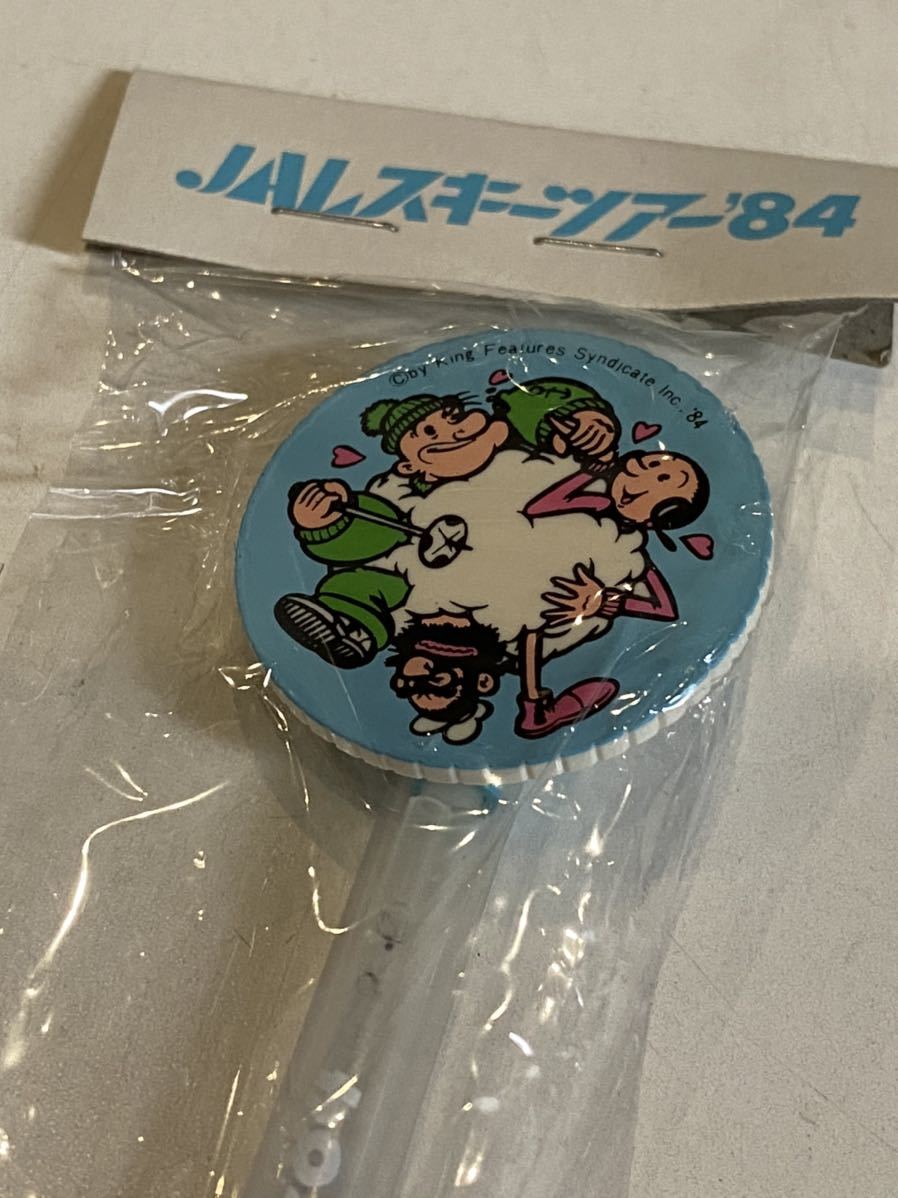 JALスキーツアー'84
©by King Features Syndicate, Inc., '84